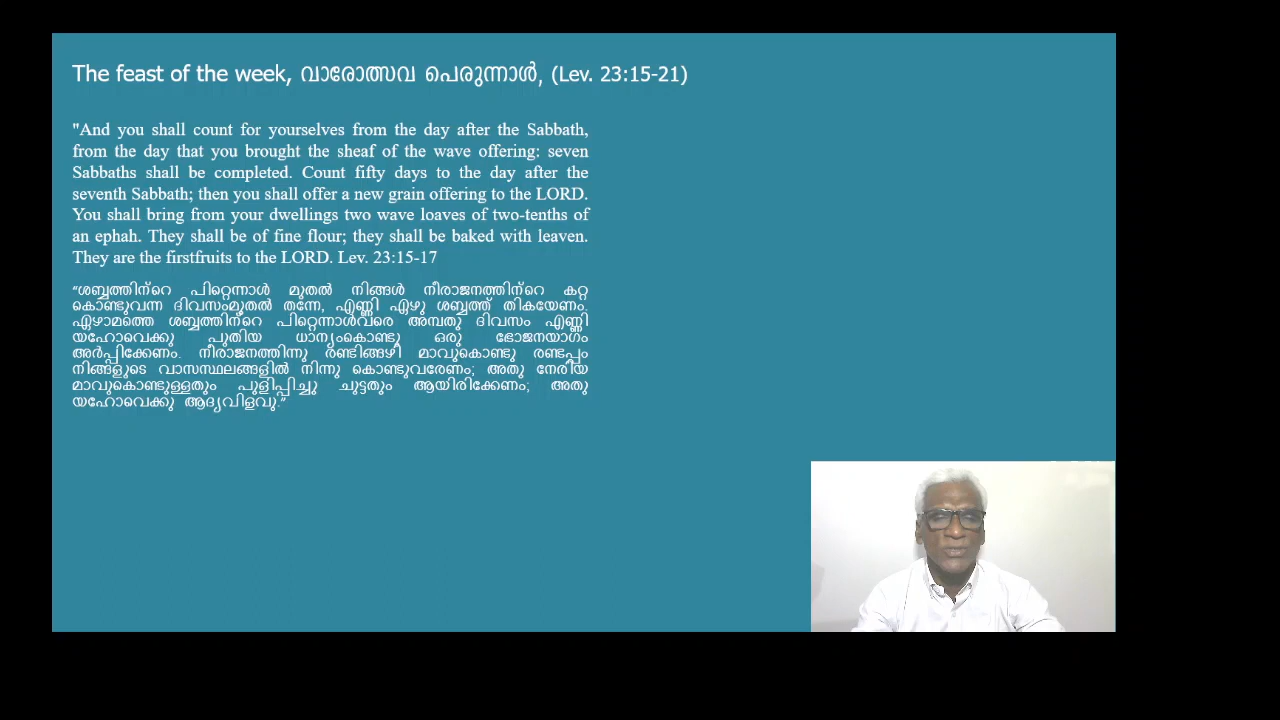 The feast of the week, വാരോത്സവ പെരുന്നാൾ, (Lev. 23:15-21)
"And you shall count for yourselves from the day after the Sabbath,
from the day that you brought the sheaf of the wave offering: seven
Sabbaths shall be completed. Count fifty days to the day after the
seventh Sabbath; then you shall offer a new grain offering to the LORD.
You shall bring from your dwellings two wave loaves of two-tenths of
an ephah. They shall be of fine flour; they shall be baked with leaven.
They are the firstfruits to the LORD. Lev. 23:15-17
“ശബ്ബത്തിന്റെ പിറ്റെന്നാൾ മുതൽ നിങ്ങൾ നീരാജനത്തിന്റെ കറ്റ
കൊണ്ടുവന്ന ദിവസംമുതൽ തന്നേ, എണ്ണി ഏഴു ശബ്ബത്ത് തികയേണം.
ഏഴാമത്തെ ശബ്ബത്തിന്റെ പിറ്റെന്നാൾവരെ അമ്പതു ദിവസം എണ്ണി
യഹോവെക്കു പുതിയ ധാന്യംകൊണ്ടു ഒരു ഭോജനയാഗം
അർപ്പിക്കേണം. നീരാജനത്തിന്നു രണ്ടിങ്ങഴി മാവുകൊണ്ടു രണ്ടപ്പം
നിങ്ങളുടെ വാസസ്ഥലങ്ങളിൽ നിന്നു കൊണ്ടുവരേണം; അതു നേരിയ
മാവുകൊണ്ടുള്ളതും പുളിപ്പിച്ചു ചുട്ടതും ആയിരിക്കേണം; അതു
യഹോവെക്കു ആദ്യവിളവു.”